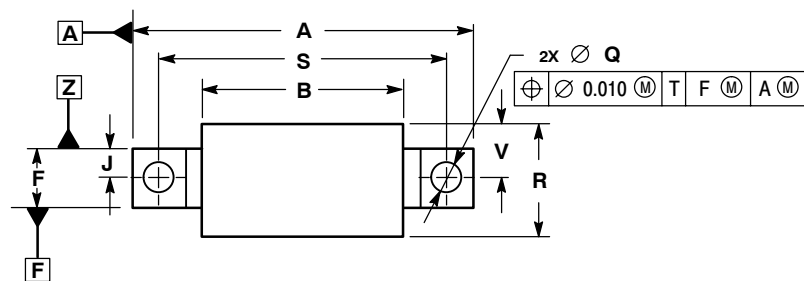 A
A
S
2X ∅ Q
Z
B
⌖ ∅ 0.010 Ⓜ T F Ⓜ A Ⓜ
F
J
V
R
F